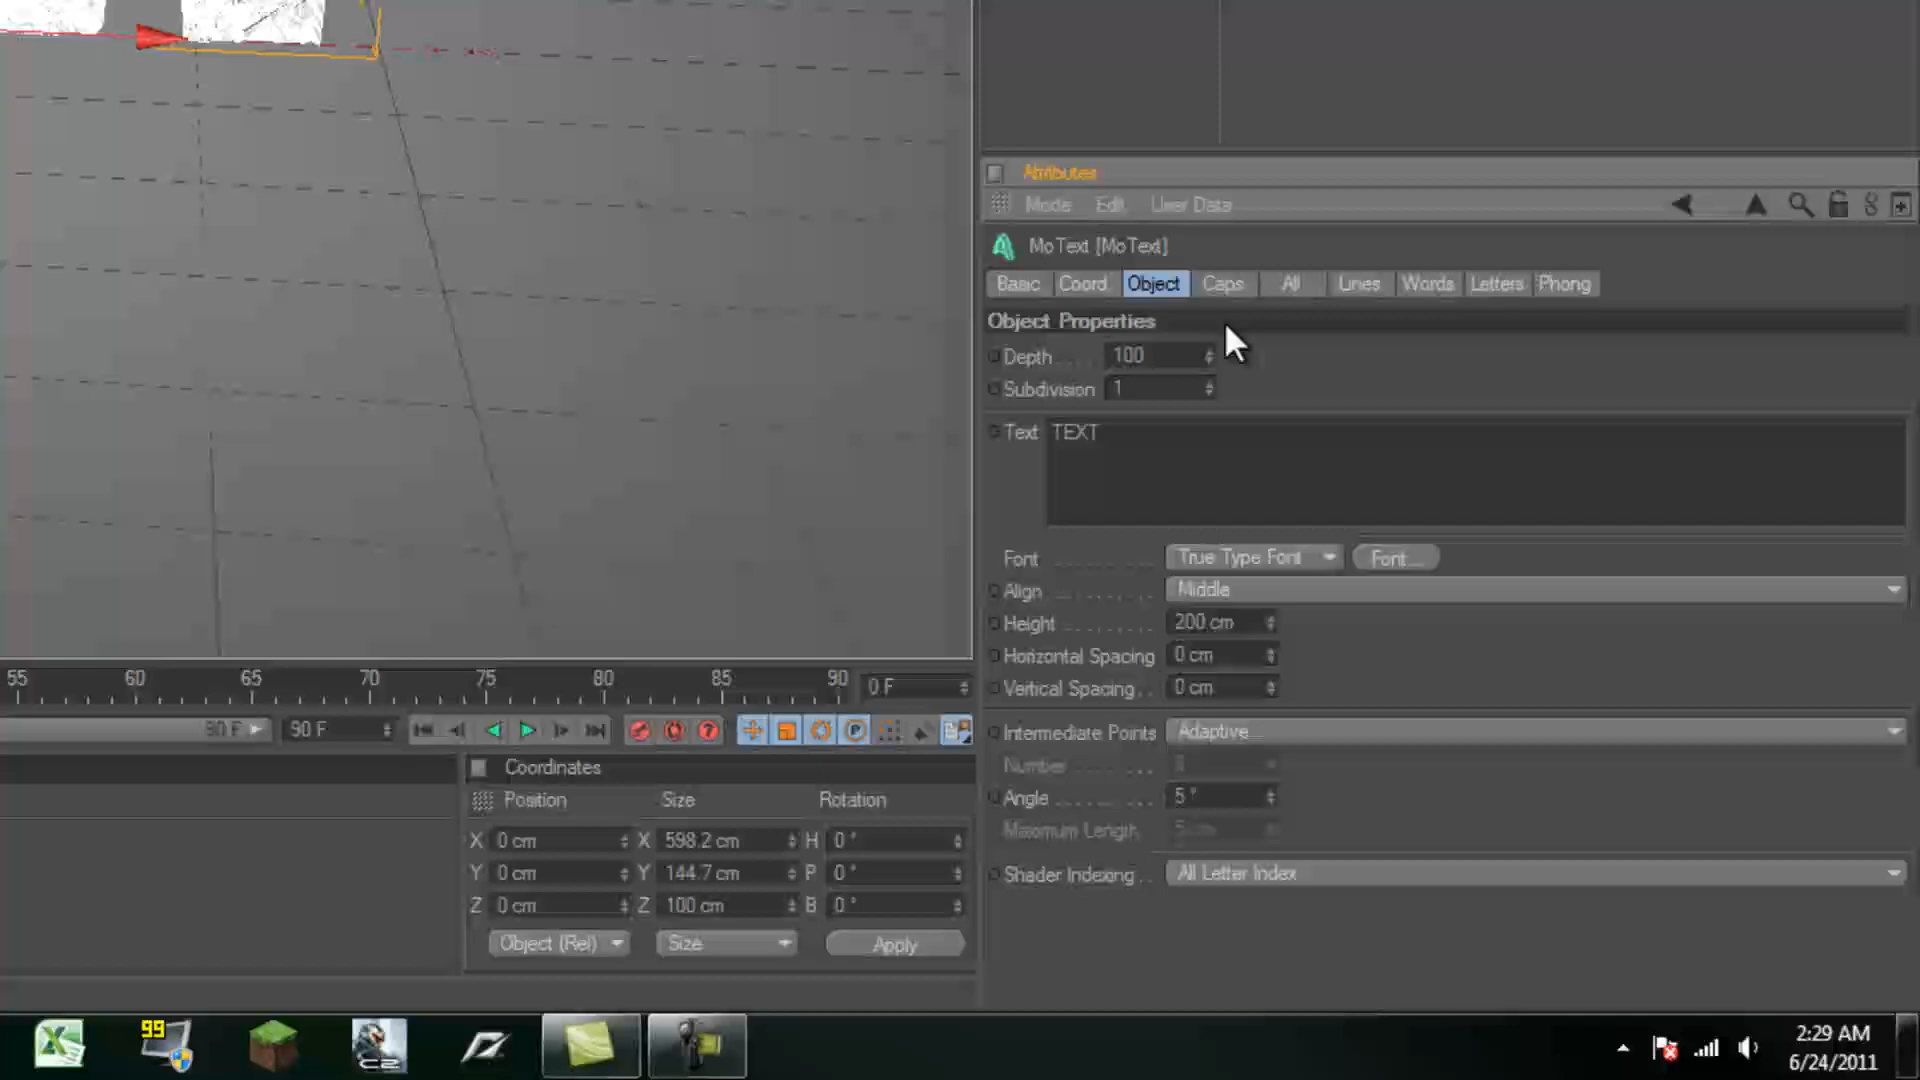 Attributes
Mode Edit User Data
MoText [MoText]
Basic Coord. Object Caps All Lines Words Letters Phong
Object Properties
Depth . . . . 100
Subdivision 1
Text TEXT
Font . . . . . . . . . . True Type Font Font...
Align . . . . . . . . . . Middle
Height . . . . . . . . 200 cm
Horizontal Spacing 0 cm
Vertical Spacing . . 0 cm
Intermediate Points Adaptive
Number . . . . . . . .
Angle . . . . . . . . . 5 °
Maximum Length
Shader Indexing . . All Letter Index
55 60 65 70 75 80 85 90 0 F
90 F 90 F
Coordinates
Position Size Rotation
X 0 cm X 598.2 cm H 0 °
Y 0 cm Y 144.7 cm P 0 °
Z 0 cm Z 100 cm B 0 °
Object (Rel) Size Apply
99
C2
2:29 AM
6/24/2011